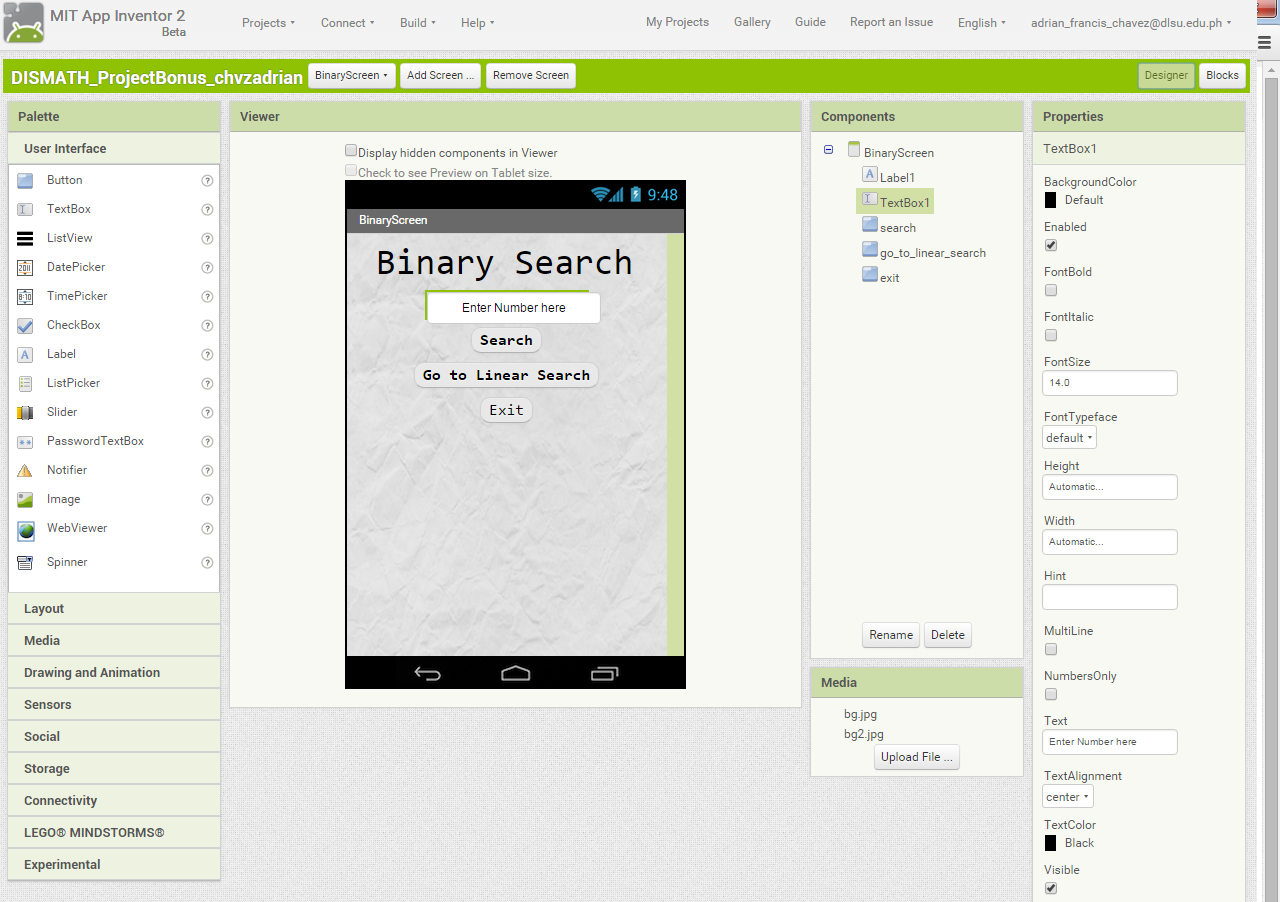 MIT App Inventor 2
Beta
Projects Connect Build Help My Projects Gallery Guide Report an Issue English adrian_francis_chavez@dlsu.edu.ph
DISMATH_ProjectBonus_chvzadrian BinaryScreen Add Screen ... Remove Screen Designer Blocks
Palette
User Interface
Button ?
TextBox ?
ListView ?
DatePicker ?
TimePicker ?
CheckBox ?
Label ?
ListPicker ?
Slider ?
PasswordTextBox ?
Notifier ?
Image ?
WebViewer ?
Spinner ?
Layout
Media
Drawing and Animation
Sensors
Social
Storage
Connectivity
LEGO® MINDSTORMS®
Experimental
Viewer
Display hidden components in Viewer
Check to see Preview on Tablet size.
9:48
BinaryScreen
Binary Search
Enter Number here
Search
Go to Linear Search
Exit
Components
BinaryScreen
A Label1
TextBox1
search
go_to_linear_search
exit
Rename Delete
Media
bg.jpg
bg2.jpg
Upload File ...
Properties
TextBox1
BackgroundColor
Default
Enabled
FontBold
FontItalic
FontSize
14.0
FontTypeface
default
Height
Automatic...
Width
Automatic...
Hint
MultiLine
NumbersOnly
Text
Enter Number here
TextAlignment
center
TextColor
Black
Visible